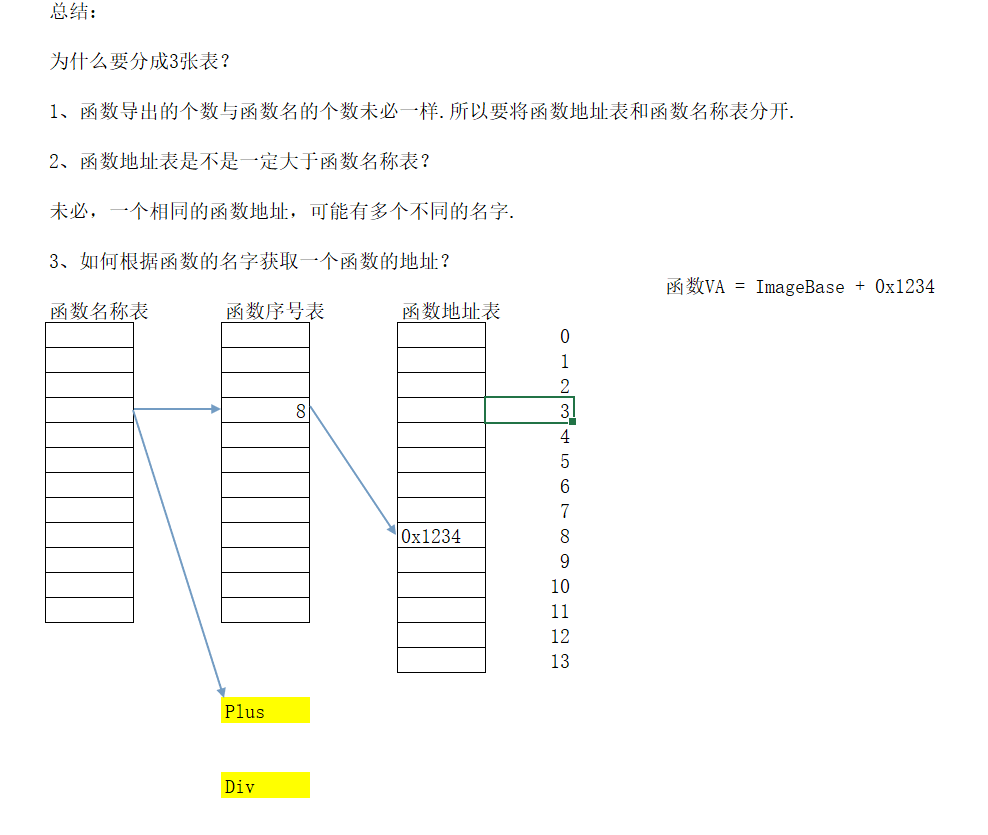 总结：
为什么要分成3张表？
1、函数导出的个数与函数名的个数未必一样.所以要将函数地址表和函数名称表分开.
2、函数地址表是不是一定大于函数名称表？
未必，一个相同的函数地址，可能有多个不同的名字.
3、如何根据函数的名字获取一个函数的地址？
函数VA = ImageBase + 0x1234
函数名称表 函数序号表 函数地址表
0
1
2
8 3
4
5
6
7
0x1234 8
9
10
11
12
13
Plus
Div